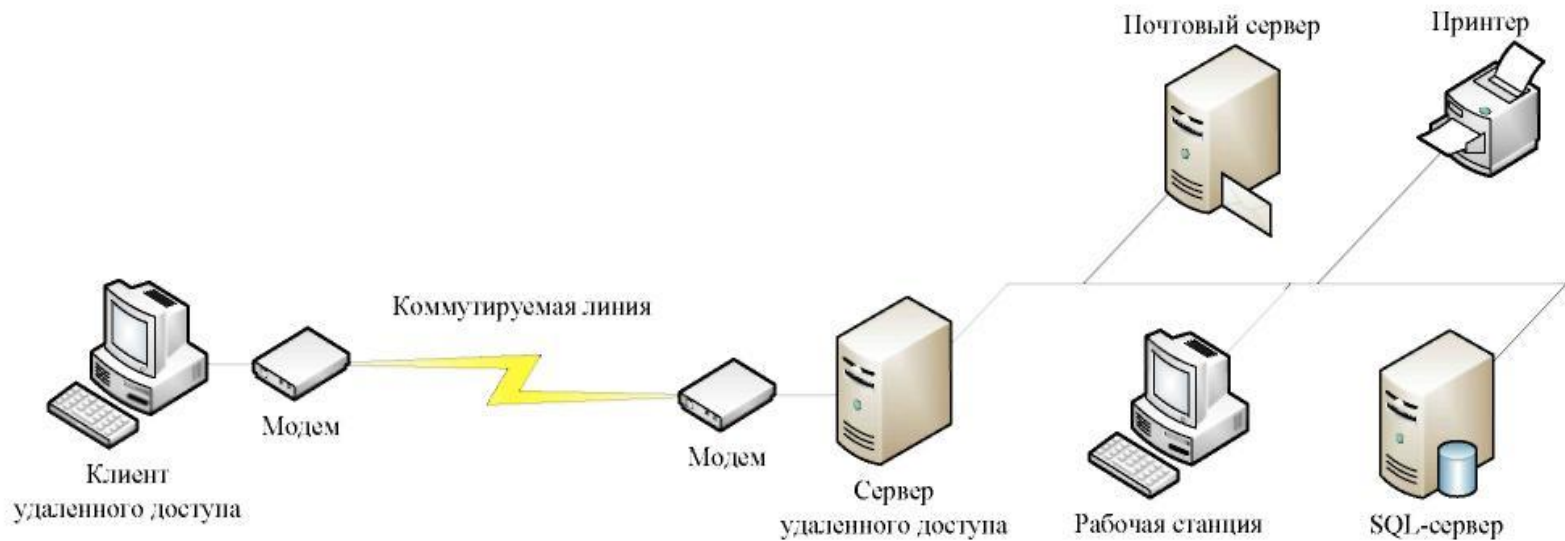 Почтовый сервер
Принтер
Коммутируемая линия
Модем
Модем
Клиент
удаленного доступа
Сервер
удаленного доступа
Рабочая станция
SQL-сервер